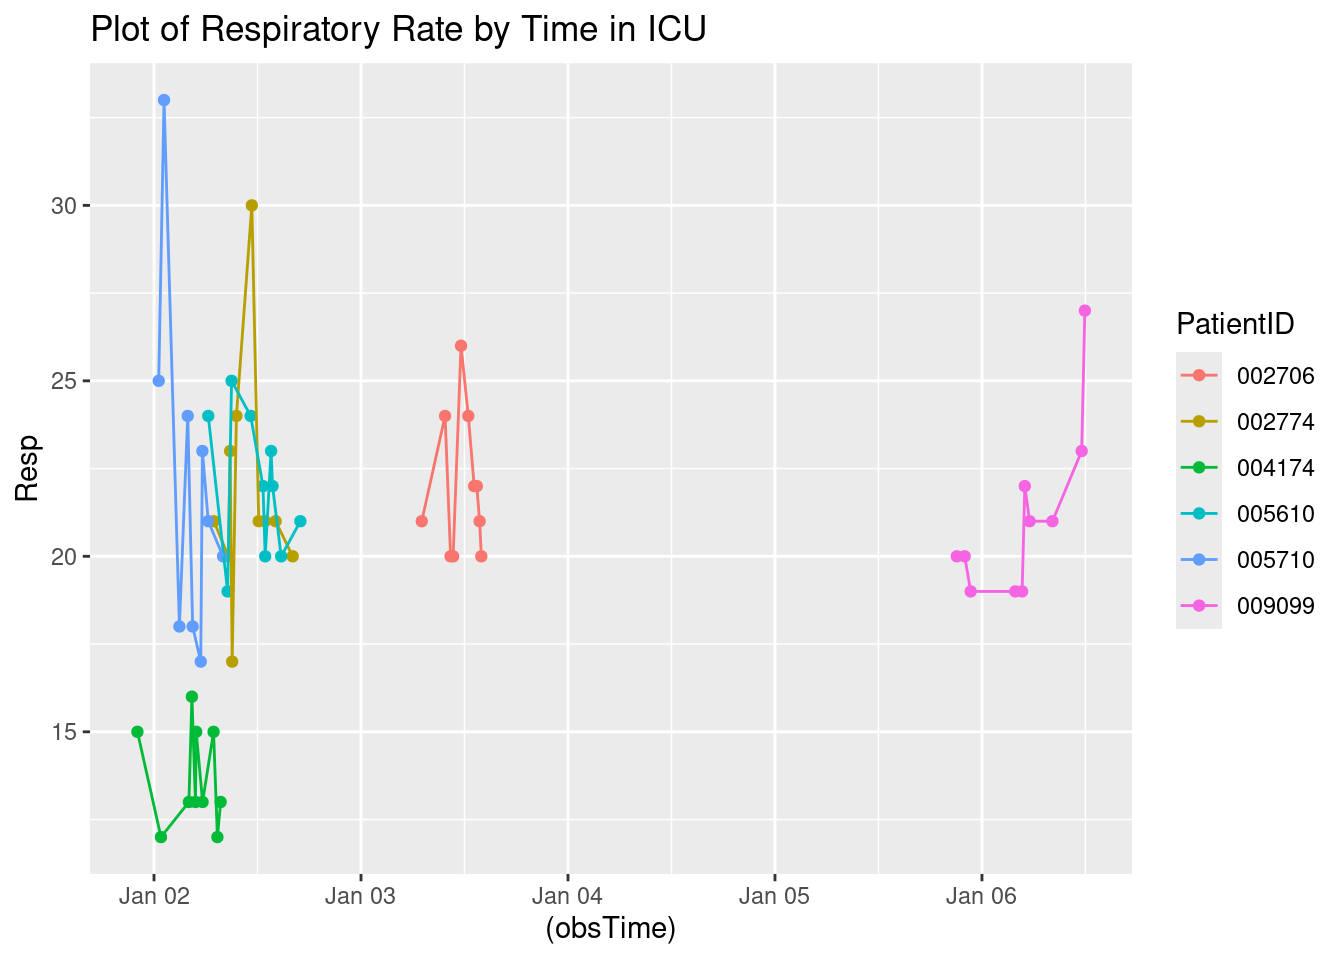 Plot of Respiratory Rate by Time in ICU
30
25
20
15
Resp
Jan 02
Jan 03
Jan 04
Jan 05
Jan 06
(obsTime)
PatientID
002706
002774
004174
005610
005710
009099